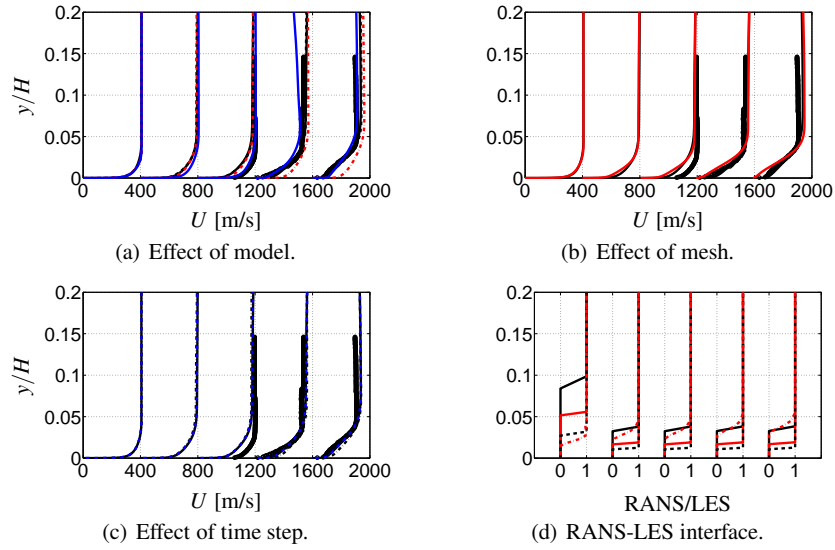 0.2
0.15
0.1
0.05
0
y/H
0 400 800 1200 1600 2000
U [m/s]
(a) Effect of model.
0.2
0.15
0.1
0.05
0
y/H
0 400 800 1200 1600 2000
U [m/s]
(b) Effect of mesh.
0.2
0.15
0.1
0.05
0
y/H
0 400 800 1200 1600 2000
U [m/s]
(c) Effect of time step.
0.2
0.15
0.1
0.05
0
0 1 0 1 0 1 0 1 0 1
RANS/LES
(d) RANS-LES interface.